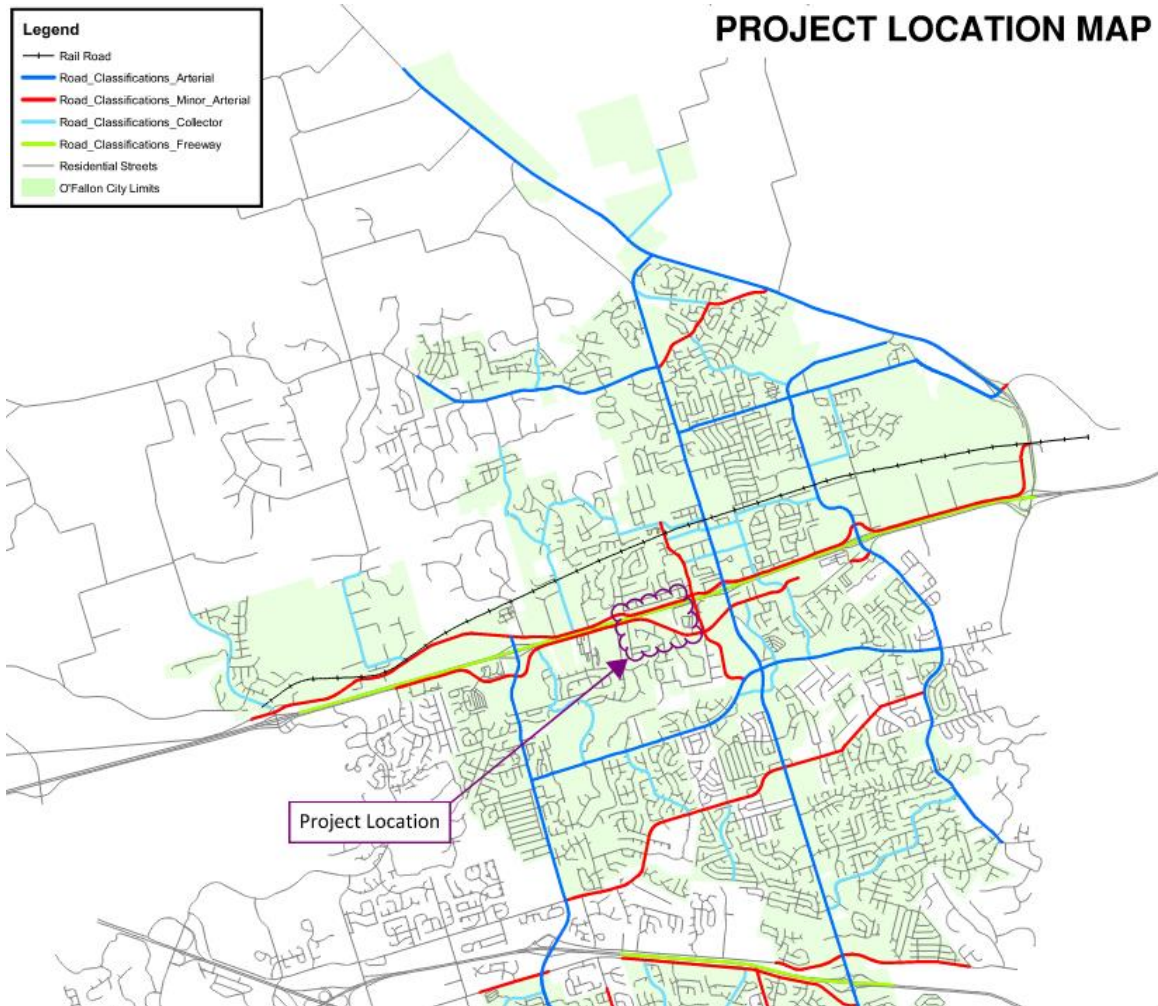 PROJECT LOCATION MAP
Legend
Rail Road
Road_Classifications_Arterial
Road_Classifications_Minor_Arterial
Road_Classifications_Collector
Road_Classifications_Freeway
Residential Streets
O'Fallon City Limits
Project Location